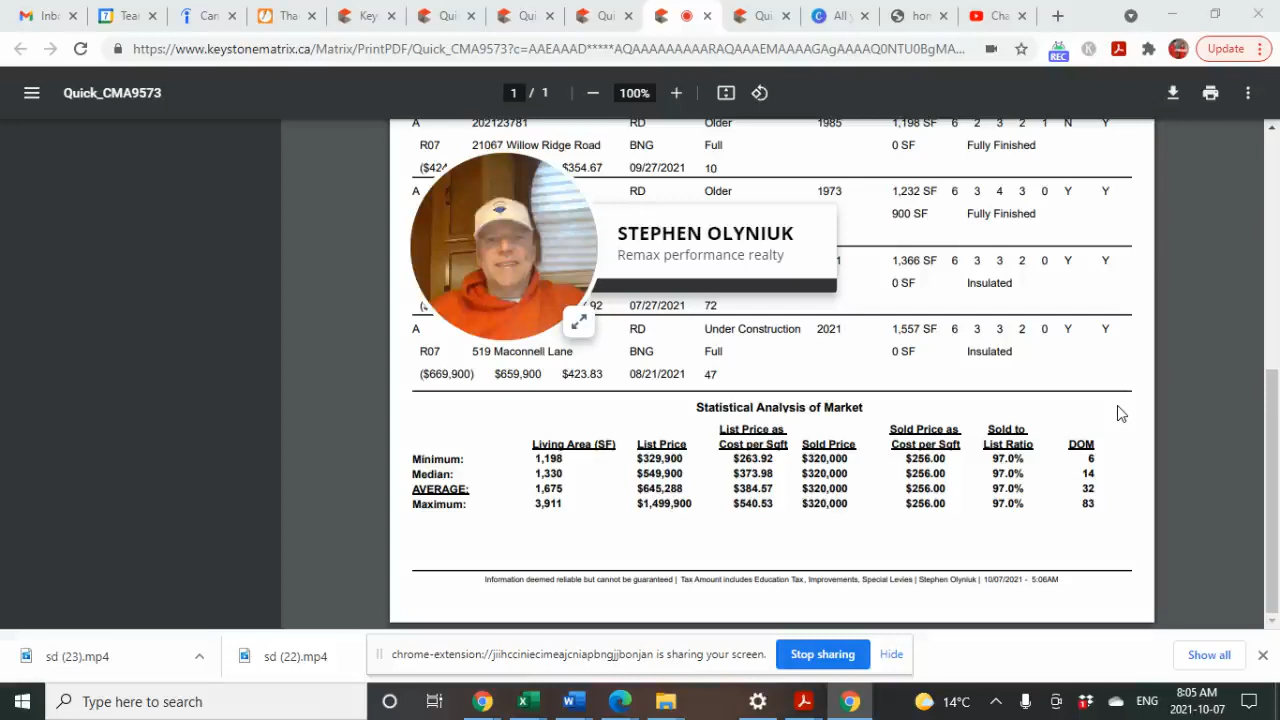 Inb
Tear
Can
Tha
Key
Quic
Qui
Qui
Qui
All y
hor
Cha
https://www.keystonematrix.ca/Matrix/PrintPDF/Quick_CMA9573?c=AAEAAAD*****AQAAAAAAAAARAQAAAEMAAAAGAgAAAAQ0NTU0BgMA...
REC
Update
Quick_CMA9573
1 / 1
100%
A 202123781 RD Older 1985 1,198 SF 6 2 3 2 1 N Y
R07 21067 Willow Ridge Road BNG Full 0 SF Fully Finished
($424 $354.67 09/27/2021 10
A RD Older 1973 1,232 SF 6 3 4 3 0 Y Y
900 SF Fully Finished
STEPHEN OLYNIUK
Remax performance realty
1 1,366 SF 6 3 3 2 0 Y Y
0 SF Insulated
.92 07/27/2021 72
A RD Under Construction 2021 1,557 SF 6 3 3 2 0 Y Y
R07 519 Maconnell Lane BNG Full 0 SF Insulated
($669,900) $659,900 $423.83 08/21/2021 47
Statistical Analysis of Market
List Price as Sold Price as Sold to
Living Area (SF) List Price Cost per Sqft Sold Price Cost per Sqft List Ratio DOM
Minimum: 1,198 $329,900 $263.92 $320,000 $256.00 97.0% 6
Median: 1,330 $549,900 $373.98 $320,000 $256.00 97.0% 14
AVERAGE: 1,675 $645,288 $384.57 $320,000 $256.00 97.0% 32
Maximum: 3,911 $1,499,900 $540.53 $320,000 $256.00 97.0% 83
Information deemed reliable but cannot be guaranteed | Tax Amount includes Education Tax, Improvements, Special Levies | Stephen Olyniuk | 10/07/2021 - 5:06AM
sd (23).mp4
sd (22).mp4
chrome-extension://jiihcciniecimeajcniapbngjjbonjan is sharing your screen.
Stop sharing
Hide
Show all
Type here to search
14°C
ENG
8:05 AM
2021-10-07